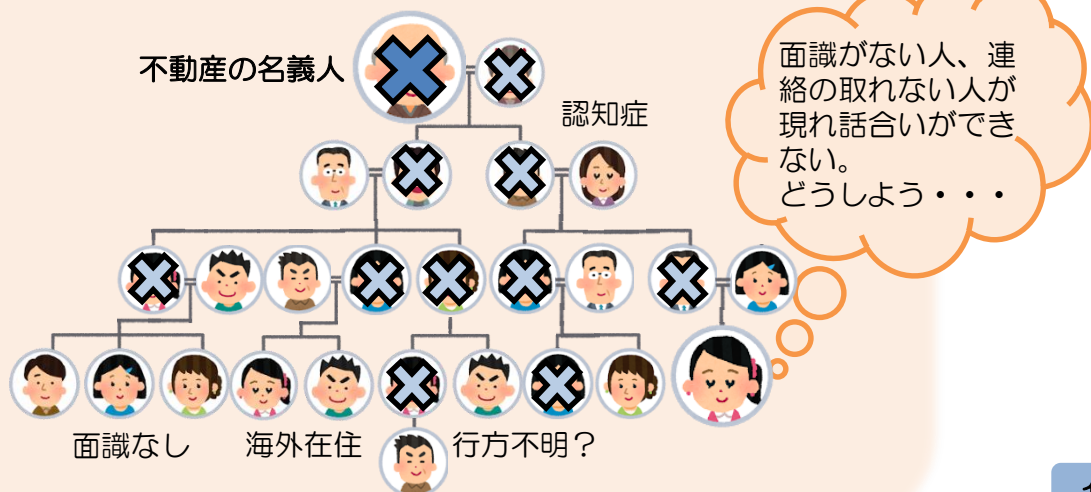 不動産の名義人
認知症
面識がない人、連
絡の取れない人が
現れ話合いができ
ない。
どうしよう・・・
面識なし
海外在住
行方不明？